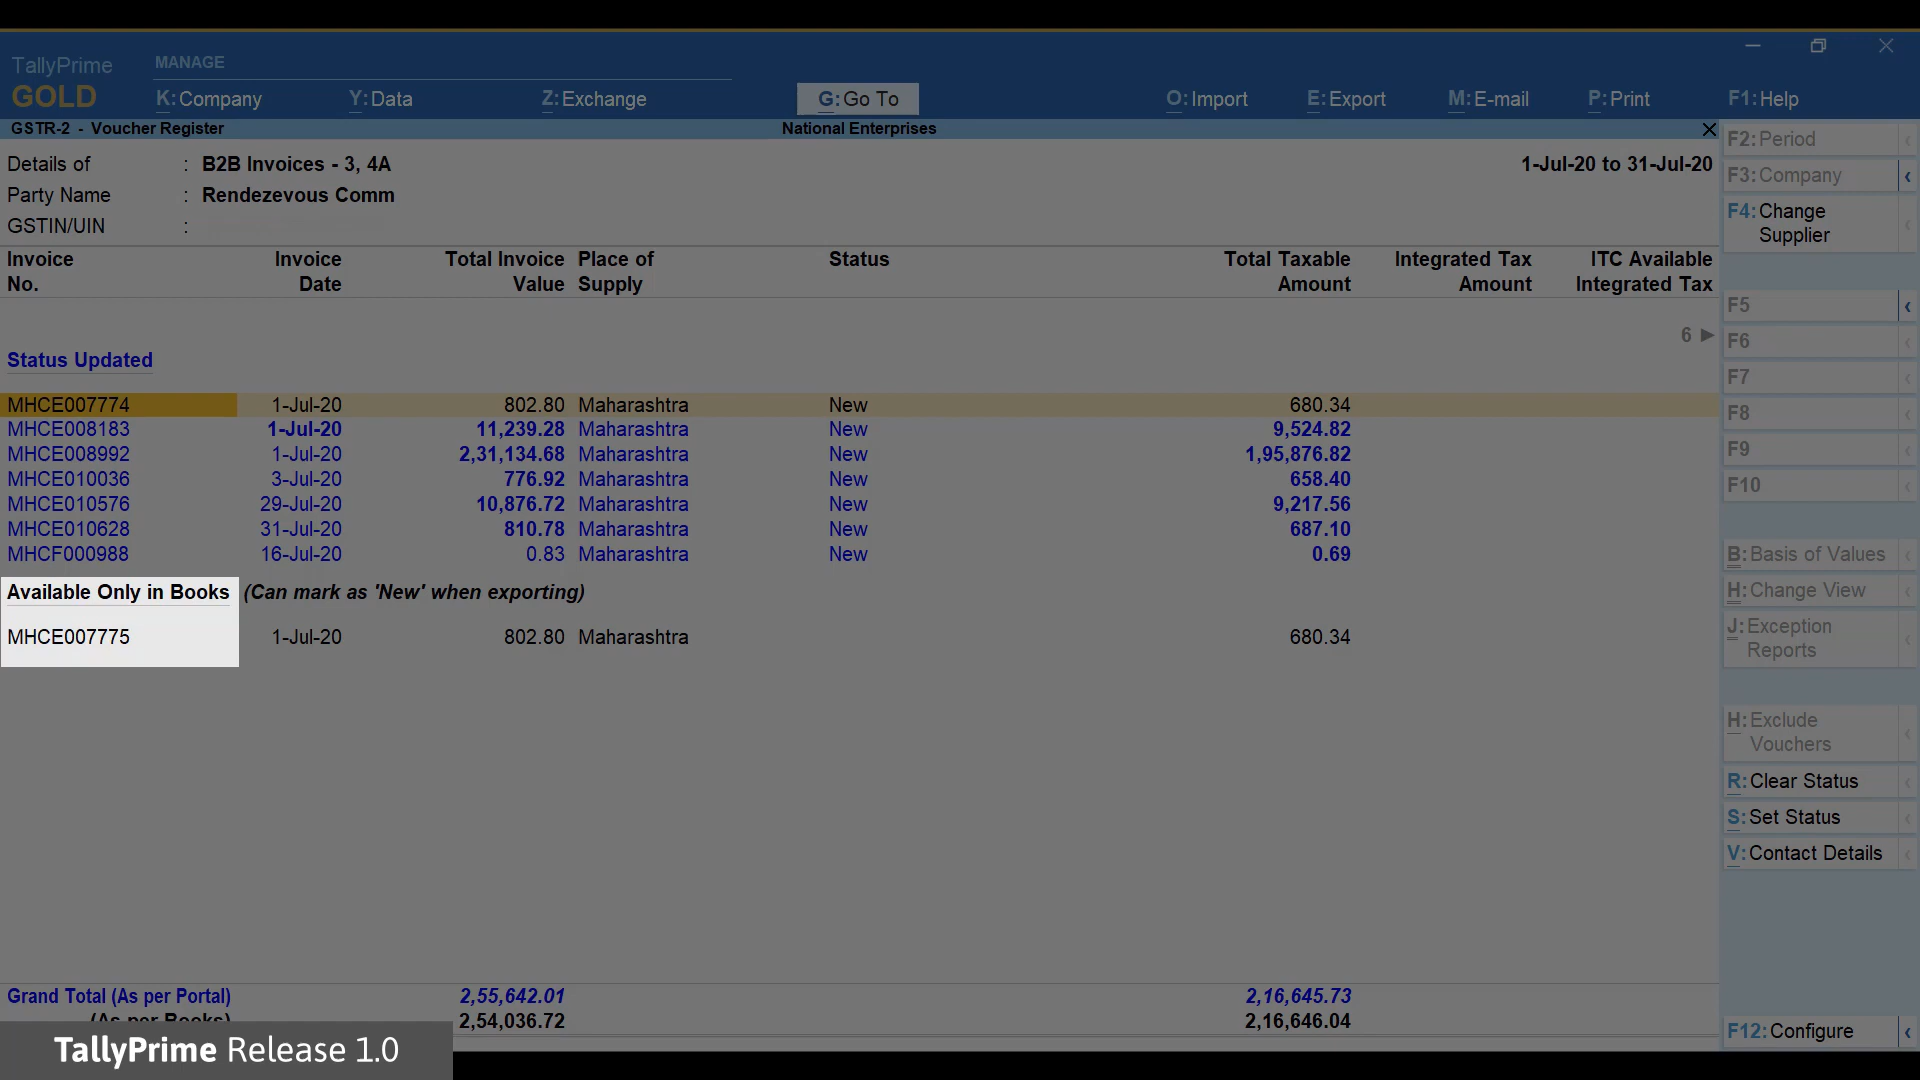 TallyPrime
GOLD
MANAGE
K:Company Y:Data Z:Exchange G:Go To O:Import E:Export M:E-mail P:Print F1:Help
GSTR-2 - Voucher Register National Enterprises
Details of : B2B Invoices - 3, 4A 1-Jul-20 to 31-Jul-20
Party Name : Rendezevous Comm
GSTIN/UIN :
Invoice Invoice Total Invoice Place of Status Total Taxable Integrated Tax ITC Available
No. Date Value Supply Amount Amount Integrated Tax
6
Status Updated
MHCE007774 1-Jul-20 802.80 Maharashtra New 680.34
MHCE008183 1-Jul-20 11,239.28 Maharashtra New 9,524.82
MHCE008992 1-Jul-20 2,31,134.68 Maharashtra New 1,95,876.82
MHCE010036 3-Jul-20 776.92 Maharashtra New 658.40
MHCE010576 29-Jul-20 10,876.72 Maharashtra New 9,217.56
MHCE010628 31-Jul-20 810.78 Maharashtra New 687.10
MHCF000988 16-Jul-20 0.83 Maharashtra New 0.69
Available Only in Books (Can mark as 'New' when exporting)
MHCE007775 1-Jul-20 802.80 Maharashtra 680.34
Grand Total (As per Portal) 2,55,642.01 2,16,645.73
(As per Books) 2,54,036.72 2,16,646.04
F2:Period
F3:Company
F4:Change
Supplier
F5
F6
F7
F8
F9
F10
B:Basis of Values
H:Change View
J:Exception
Reports
H:Exclude
Vouchers
R:Clear Status
S:Set Status
V:Contact Details
F12:Configure
TallyPrime Release 1.0